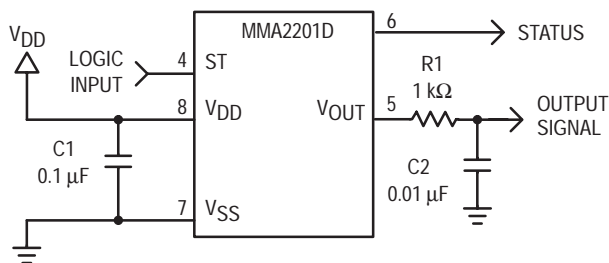 VDD
LOGIC
INPUT
4
ST
MMA2201D
6
STATUS
8
VDD
VOUT
5
R1
1 kΩ
OUTPUT
SIGNAL
C1
0.1 µF
C2
0.01 µF
7
VSS